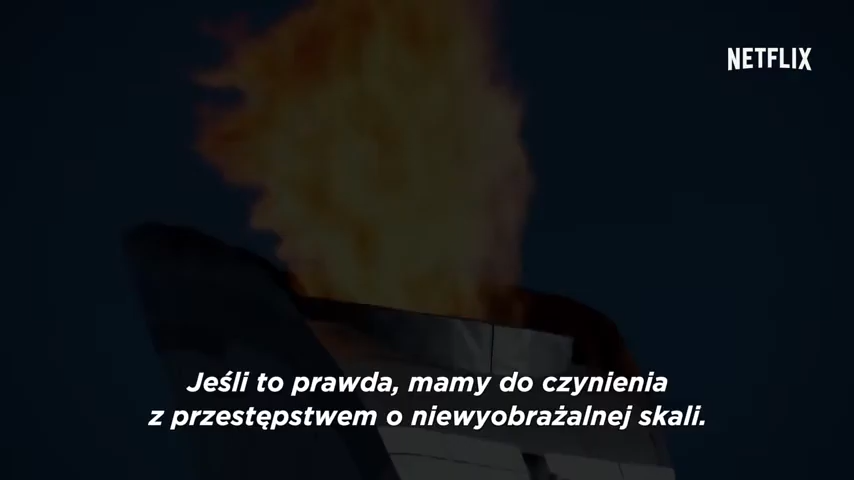 NETFLIX
Jeśli to prawda, mamy do czynienia
z przestępstwem o niewyobrażalnej skali.